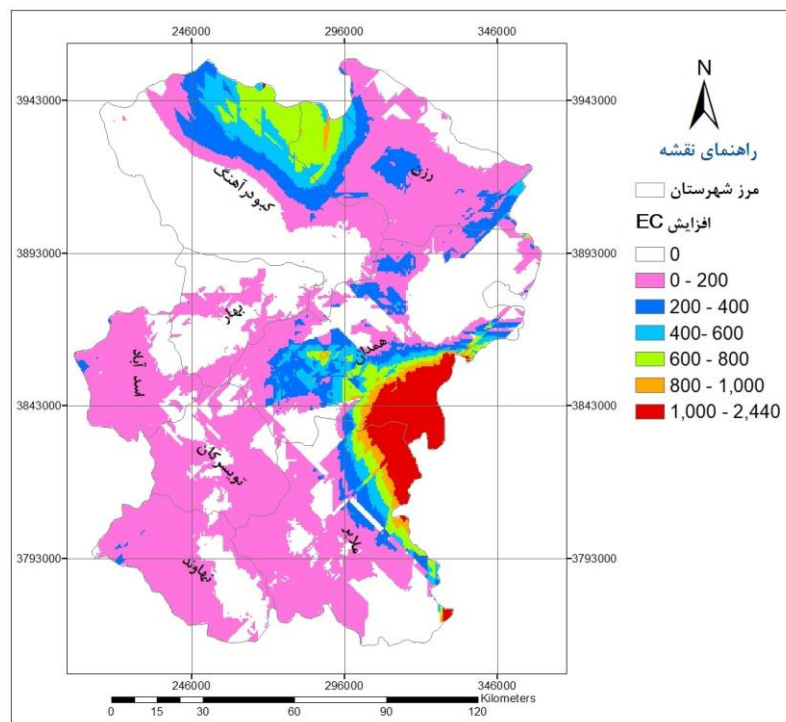 246000 296000 346000
3943000 3943000
3893000 3893000
3843000 3843000
3793000 3793000
246000 296000 346000
رزن
کبودرآهنگ
بهار
همدان
اسد آباد
تویسرکان
ملایر
نهاوند
N
راهنمای نقشه
مرز شهرستان
افزایش EC
0
0 - 200
200 - 400
400- 600
600 - 800
800 - 1,000
1,000 - 2,440
Kilometers
0 15 30 60 90 120